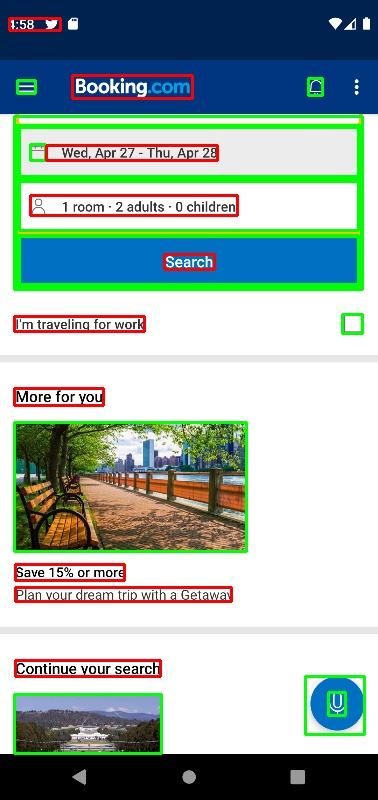 4:58
Booking.com
Wed, Apr 27 - Thu, Apr 28
1 room · 2 adults · 0 children
Search
I'm traveling for work
More for you
Save 15% or more
Plan your dream trip with a Getaway
Continue your search